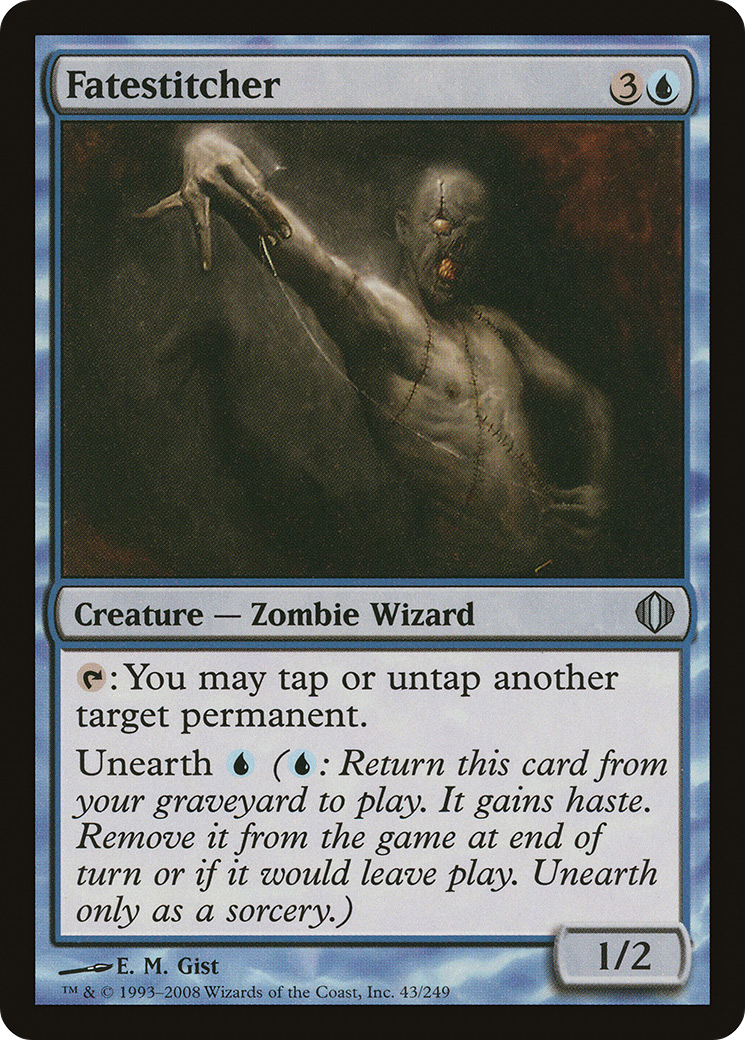 Fatestitcher 3
Creature — Zombie Wizard
: You may tap or untap another
target permanent.
Unearth (: Return this card from
your graveyard to play. It gains haste.
Remove it from the game at end of
turn or if it would leave play. Unearth
only as a sorcery.)
1/2
E. M. Gist
™ & © 1993–2008 Wizards of the Coast, Inc. 43/249